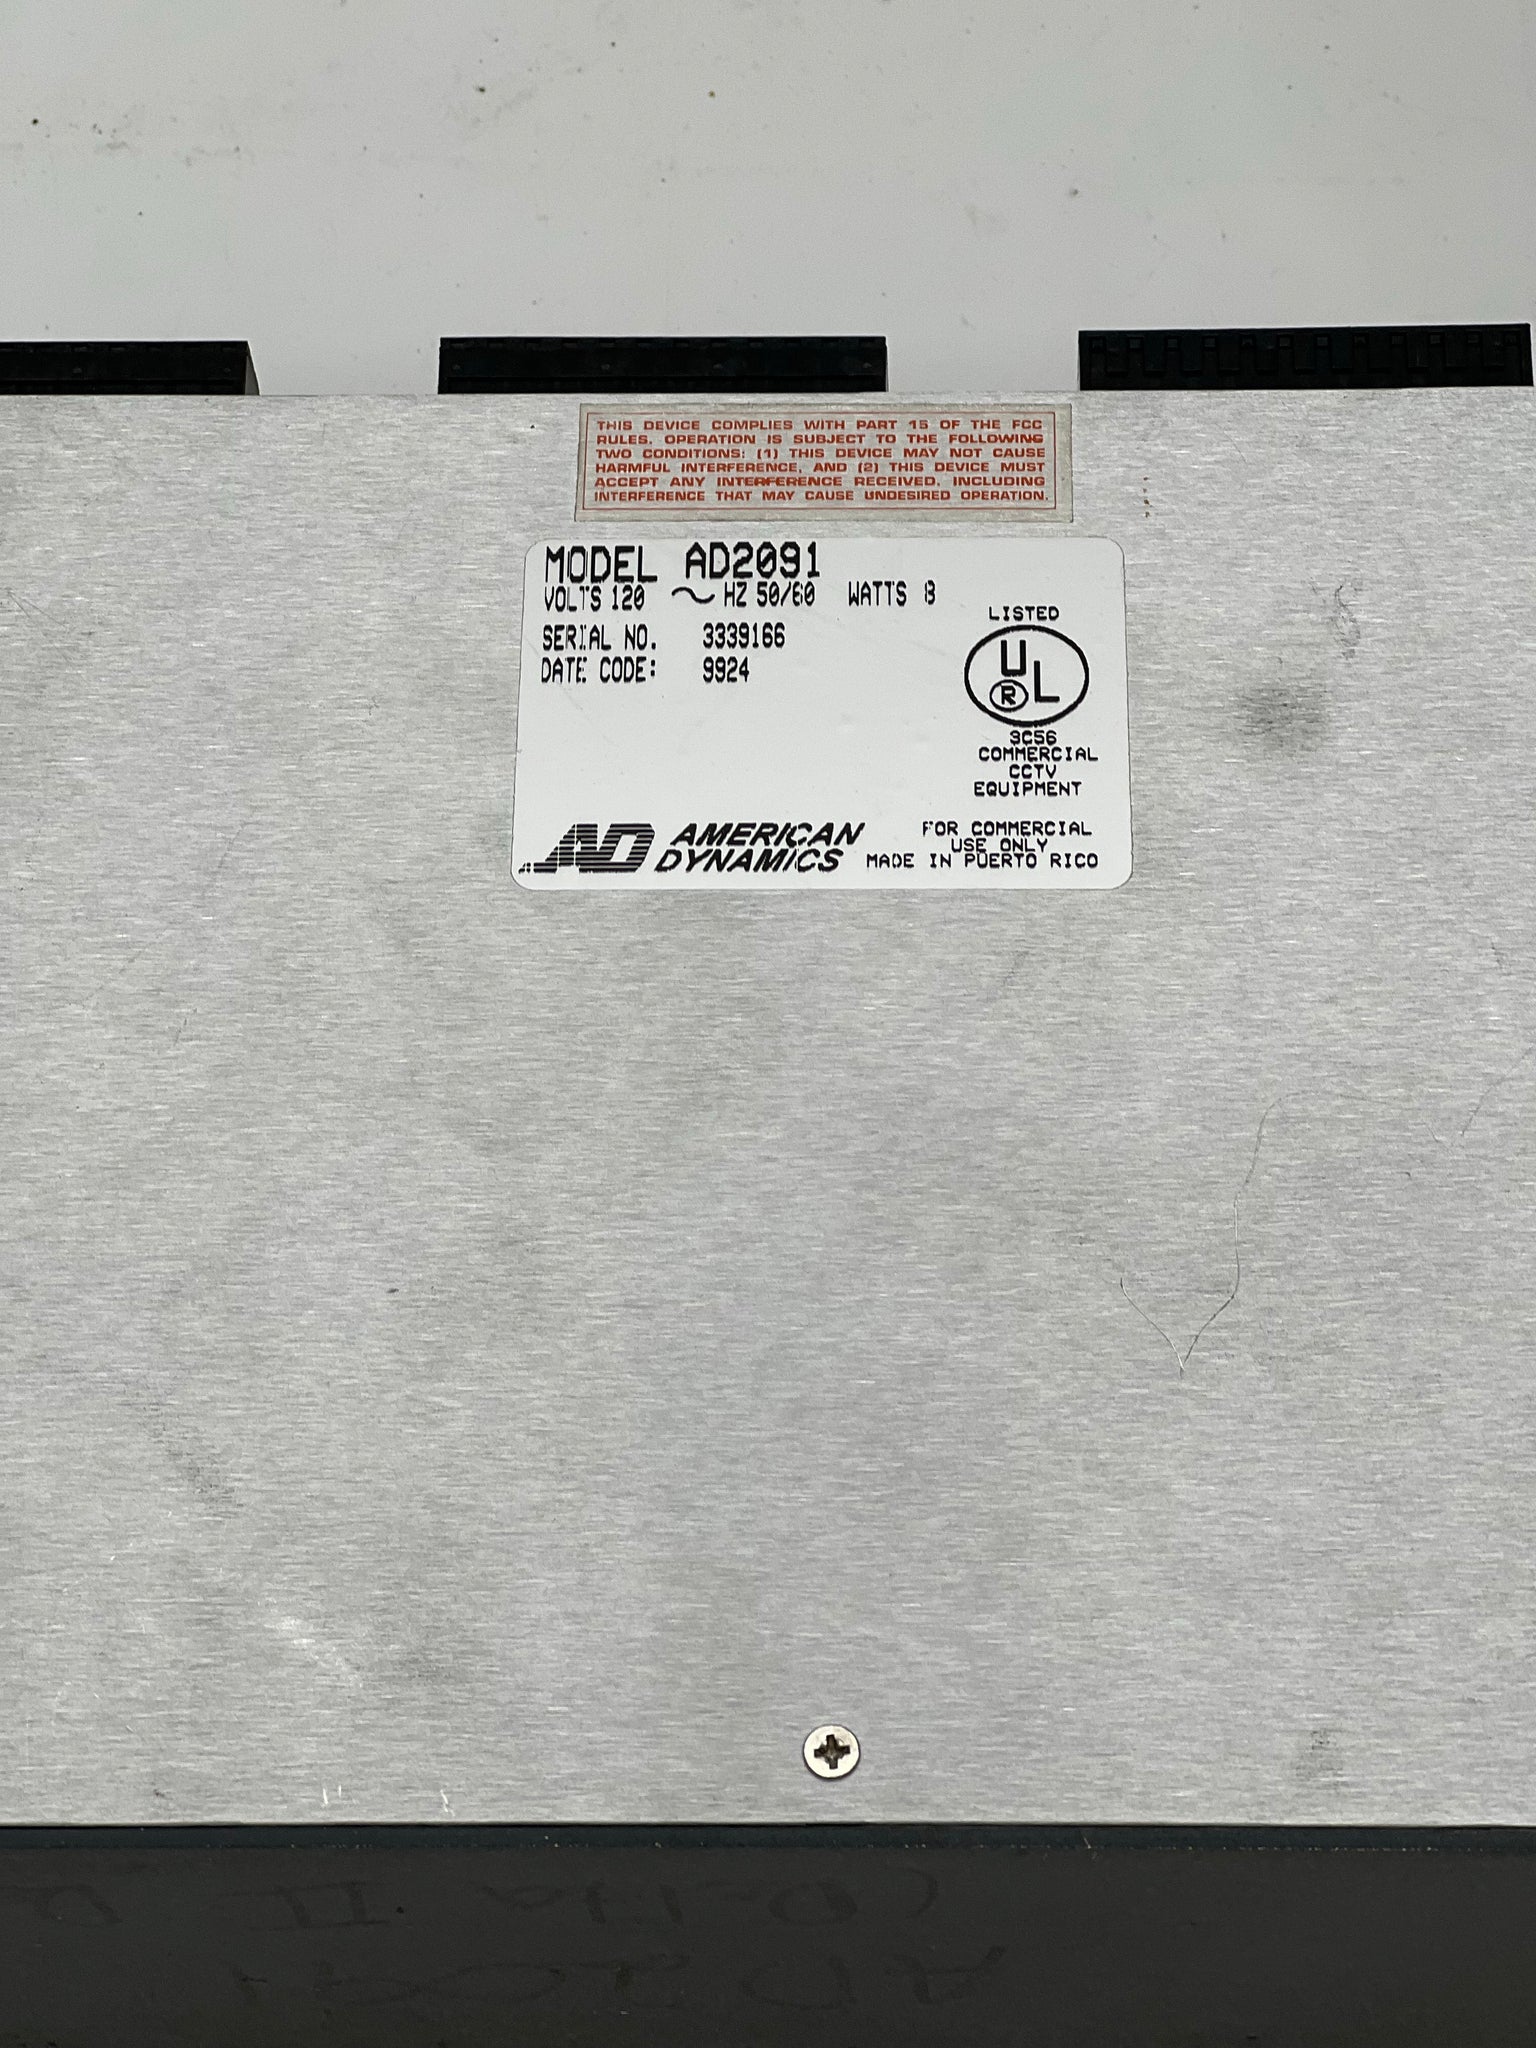 THIS DEVICE COMPLIES WITH PART 15 OF THE FCC
RULES. OPERATION IS SUBJECT TO THE FOLLOWING
TWO CONDITIONS: (1) THIS DEVICE MAY NOT CAUSE
HARMFUL INTERFERENCE, AND (2) THIS DEVICE MUST
ACCEPT ANY INTERFERENCE RECEIVED, INCLUDING
INTERFERENCE THAT MAY CAUSE UNDESIRED OPERATION.
MODEL AD2091
VOLTS 120 ~ HZ 50/60 WATTS 8
SERIAL NO. 3339166
DATE CODE: 9924
LISTED
UL
®
3C56
COMMERCIAL
CCTV
EQUIPMENT
AD AMERICAN
DYNAMICS
FOR COMMERCIAL
USE ONLY
MADE IN PUERTO RICO